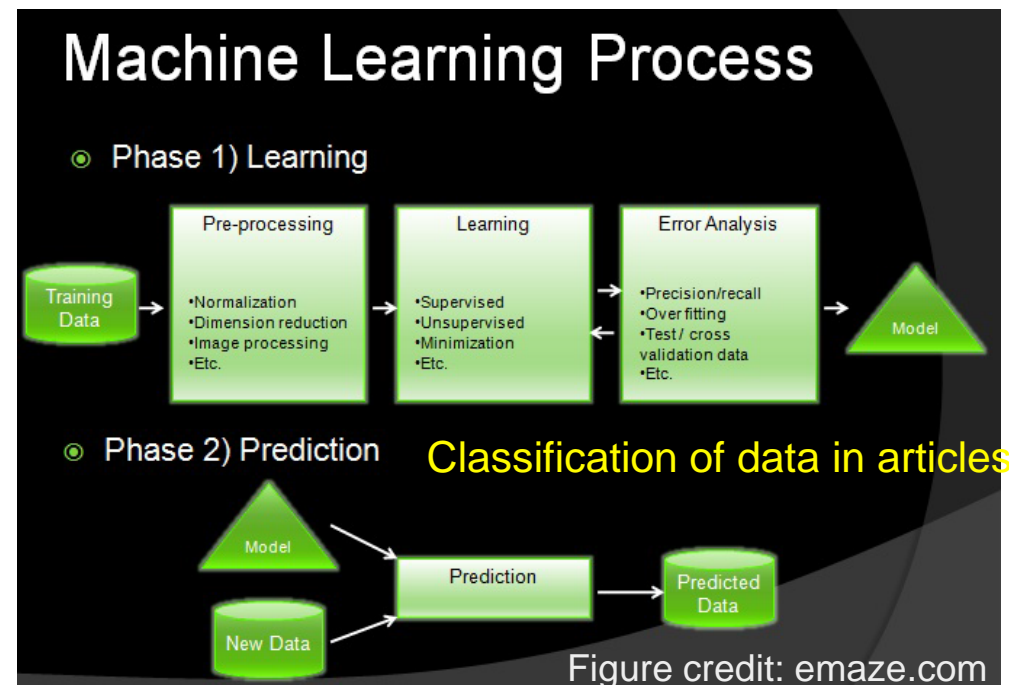 Machine Learning Process
Phase 1) Learning
Training
Data
Pre-processing
•Normalization
•Dimension reduction
•Image processing
•Etc.
Learning
•Supervised
•Unsupervised
•Minimization
•Etc.
Error Analysis
•Precision/recall
•Over fitting
•Test / cross
validation data
•Etc.
Model
Phase 2) Prediction
Classification of data in articles
Model
New Data
Prediction
Predicted
Data
Figure credit: emaze.com